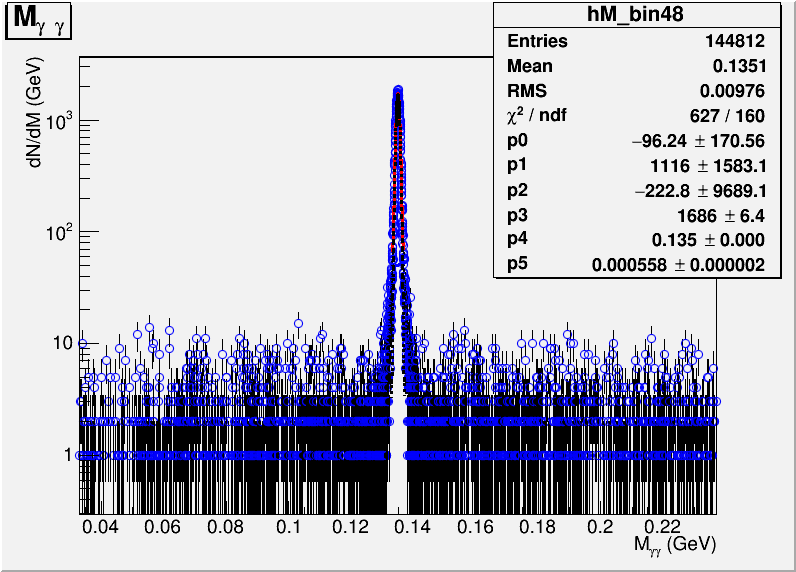 M γ γ
hM_bin48
Entries 144812
Mean 0.1351
RMS 0.00976
χ² / ndf 627 / 160
p0 −96.24 ± 170.56
p1 1116 ± 1583.1
p2 −222.8 ± 9689.1
p3 1686 ± 6.4
p4 0.135 ± 0.000
p5 0.000558 ± 0.000002
dN/dM (GeV)
10³
10²
10
1
0.04 0.06 0.08 0.1 0.12 0.14 0.16 0.18 0.2 0.22
M γγ (GeV)